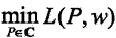 min L(P, w)
P∈ℂ